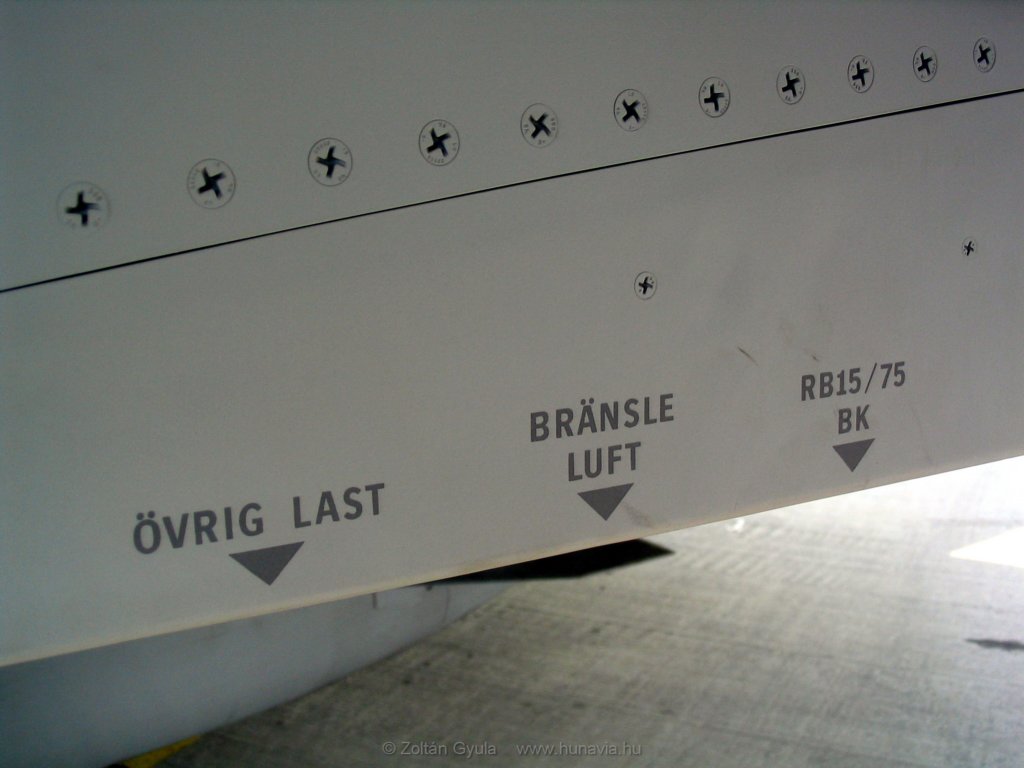 ÖVRIG LAST
BRÄNSLE
LUFT
RB15/75
BK
© Zoltán Gyula www.hunavia.hu